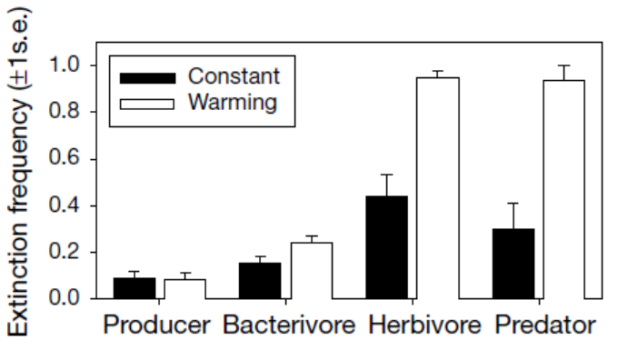 Extinction frequency (±1s.e.)
1.0
0.8
0.6
0.4
0.2
0.0
Constant
Warming
Producer Bacterivore Herbivore Predator